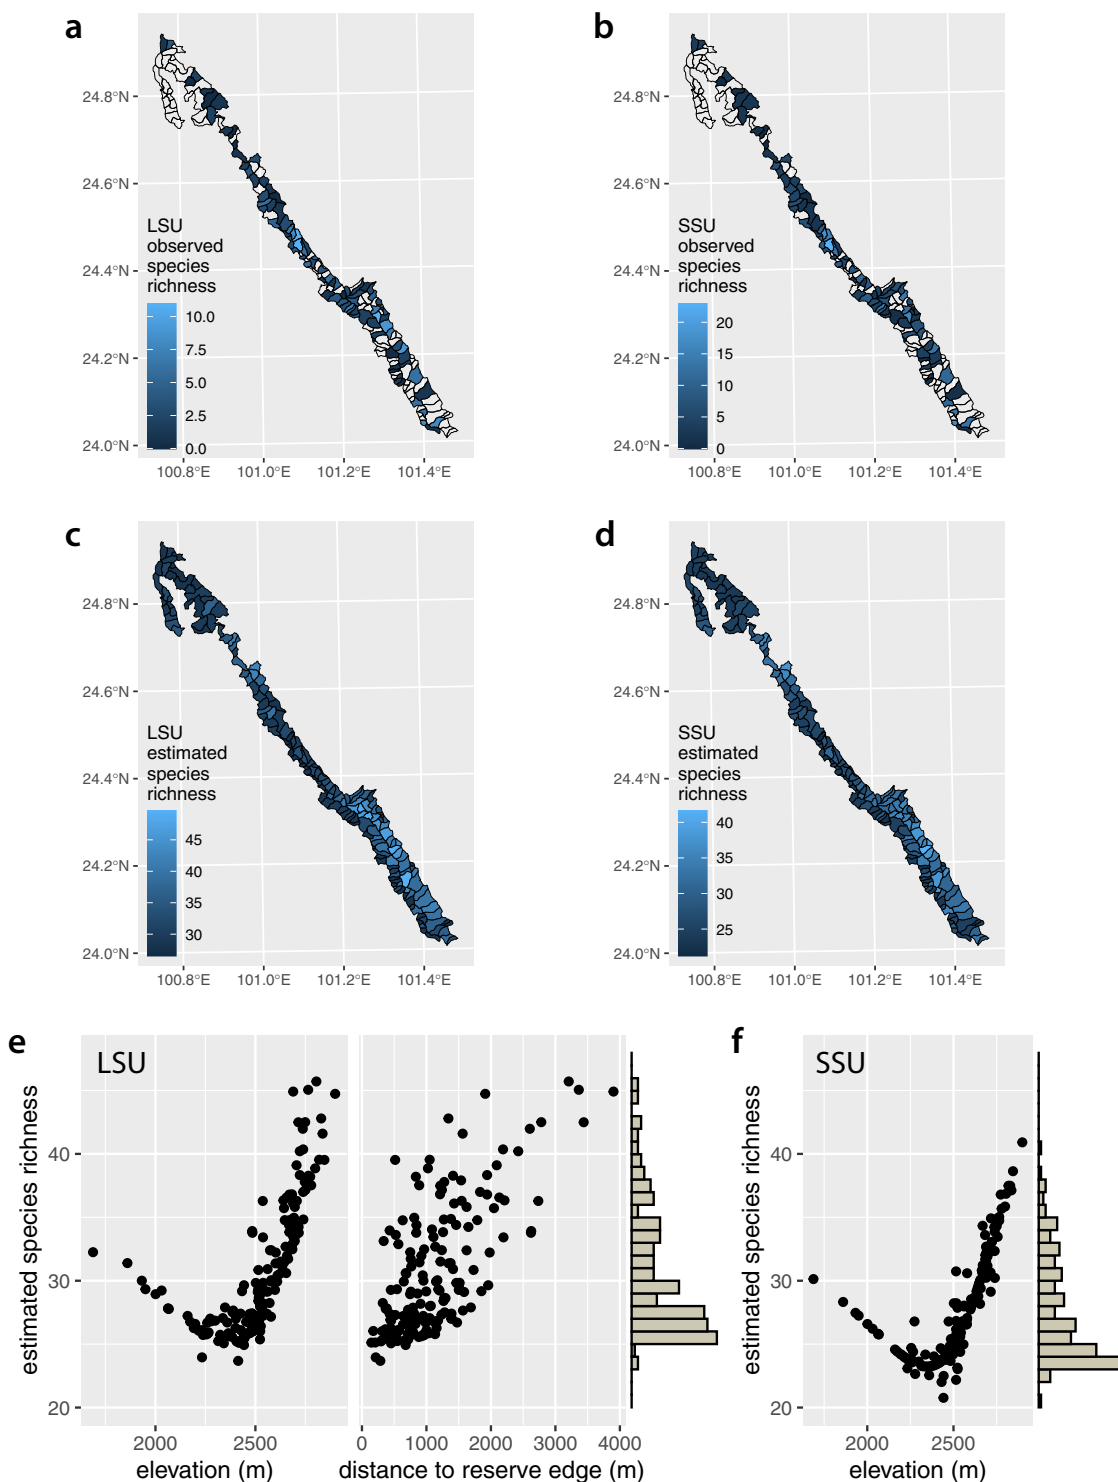 a
24.8°N
24.6°N
24.4°N
24.2°N
24.0°N
LSU
observed
species
richness
10.0
7.5
5.0
2.5
0.0
100.8°E 101.0°E 101.2°E 101.4°E
b
24.8°N
24.6°N
24.4°N
24.2°N
24.0°N
SSU
observed
species
richness
20
15
10
5
0
100.8°E 101.0°E 101.2°E 101.4°E
c
24.8°N
24.6°N
24.4°N
24.2°N
24.0°N
LSU
estimated
species
richness
45
40
35
30
100.8°E 101.0°E 101.2°E 101.4°E
d
24.8°N
24.6°N
24.4°N
24.2°N
24.0°N
SSU
estimated
species
richness
40
35
30
25
100.8°E 101.0°E 101.2°E 101.4°E
e
LSU
estimated species richness
40
30
20
2000 2500
elevation (m)
0 1000 2000 3000 4000
distance to reserve edge (m)
f
SSU
estimated species richness
40
30
20
2000 2500
elevation (m)